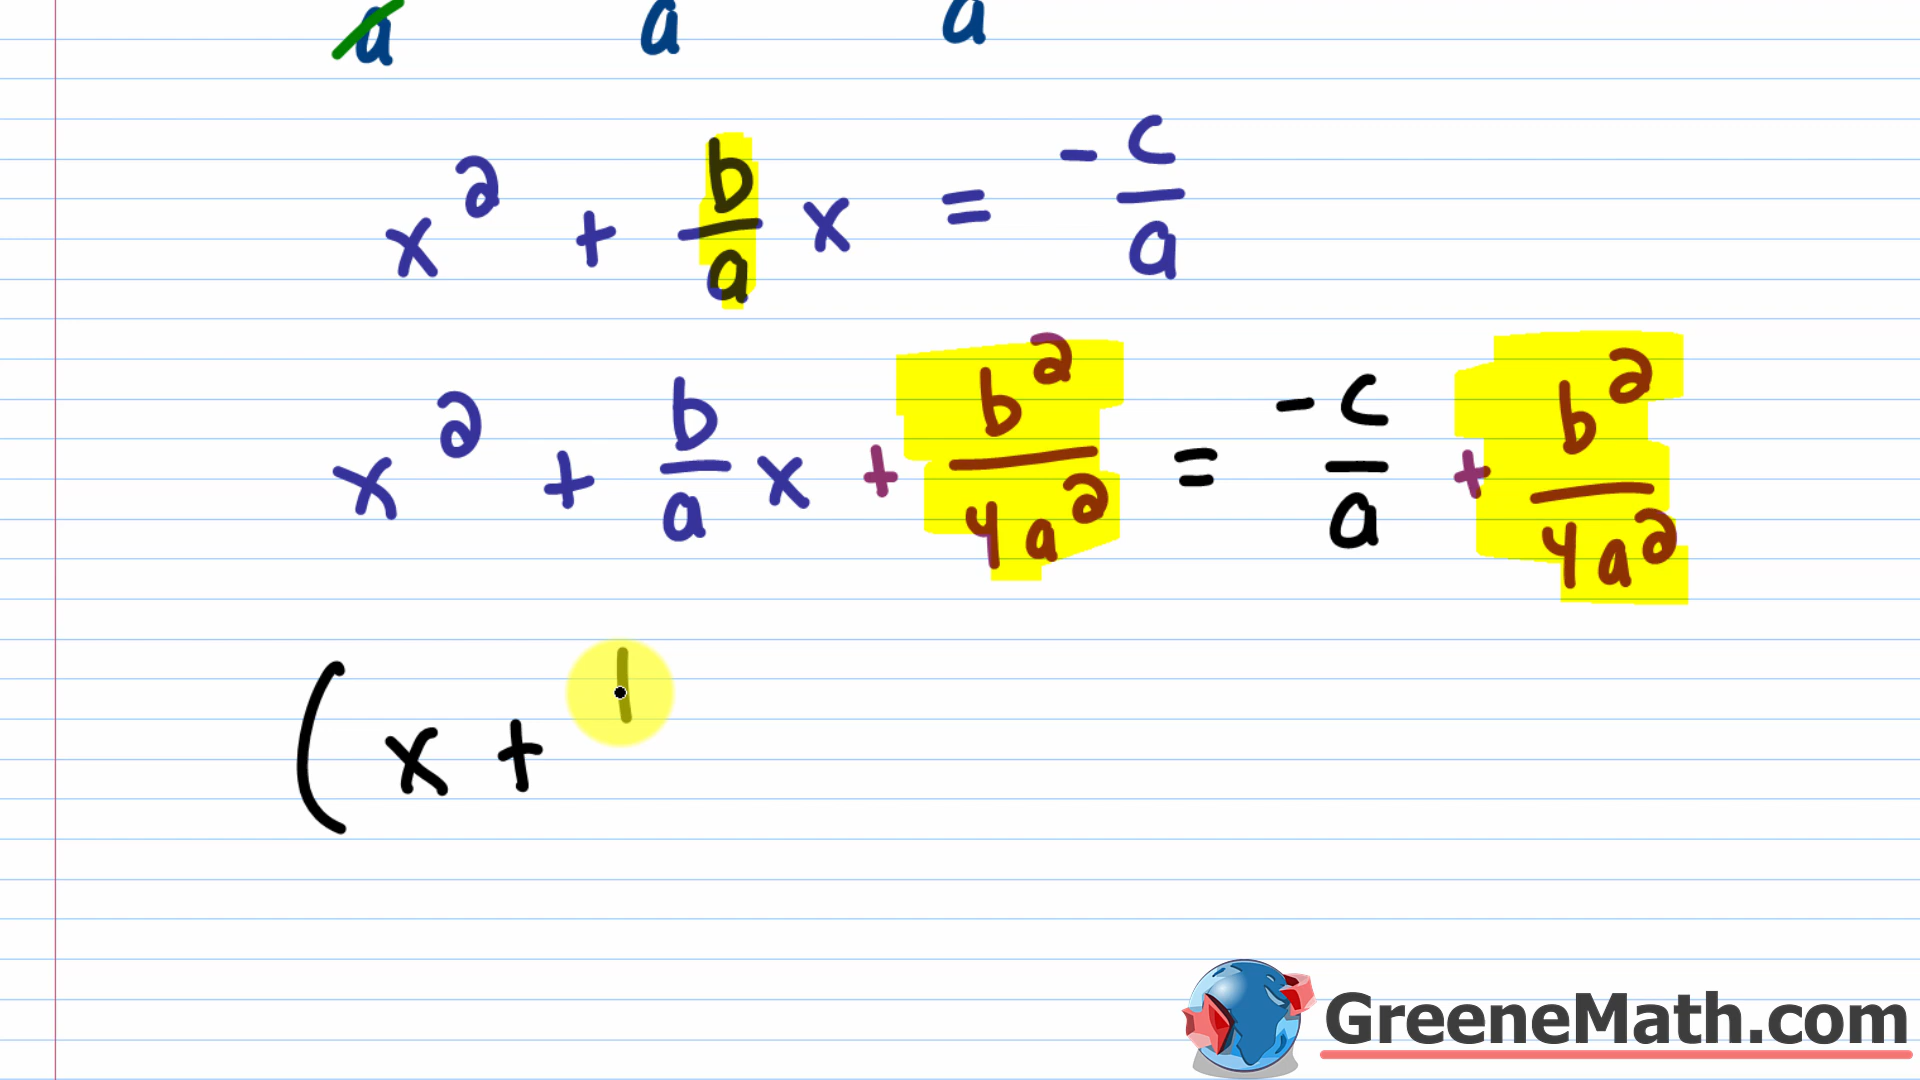 a a a
x² + b/a x = -c/a
x² + b/a x + b²/4a² = -c/a + b²/4a²
(x +
GreeneMath.com